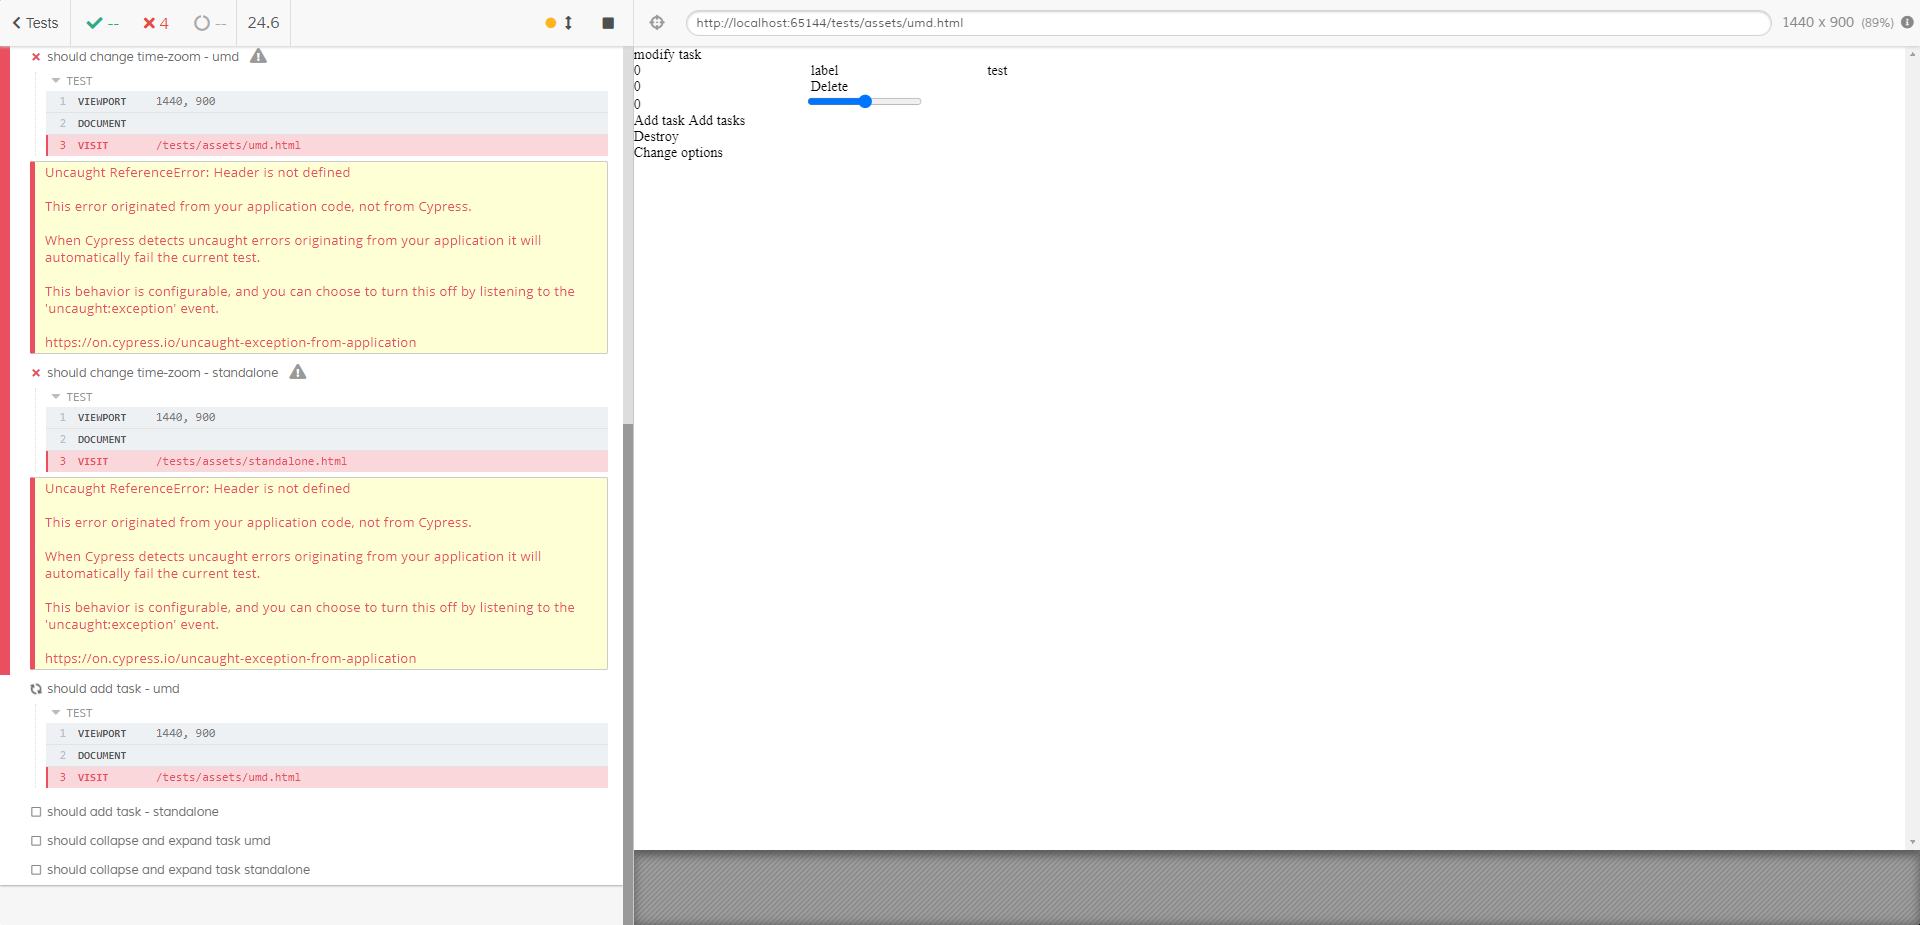 Tests -- 4 -- 24.6
http://localhost:65144/tests/assets/umd.html 1440 x 900 (89%)
should change time-zoom - umd
TEST
1 VIEWPORT 1440, 900
2 DOCUMENT
3 VISIT /tests/assets/umd.html
Uncaught ReferenceError: Header is not defined
This error originated from your application code, not from Cypress.
When Cypress detects uncaught errors originating from your application it will
automatically fail the current test.
This behavior is configurable, and you can choose to turn this off by listening to the
'uncaught:exception' event.
https://on.cypress.io/uncaught-exception-from-application
should change time-zoom - standalone
TEST
1 VIEWPORT 1440, 900
2 DOCUMENT
3 VISIT /tests/assets/standalone.html
Uncaught ReferenceError: Header is not defined
This error originated from your application code, not from Cypress.
When Cypress detects uncaught errors originating from your application it will
automatically fail the current test.
This behavior is configurable, and you can choose to turn this off by listening to the
'uncaught:exception' event.
https://on.cypress.io/uncaught-exception-from-application
should add task - umd
TEST
1 VIEWPORT 1440, 900
2 DOCUMENT
3 VISIT /tests/assets/umd.html
should add task - standalone
should collapse and expand task umd
should collapse and expand task standalone
modify task
0 label test
0 Delete
0
Add task Add tasks
Destroy
Change options